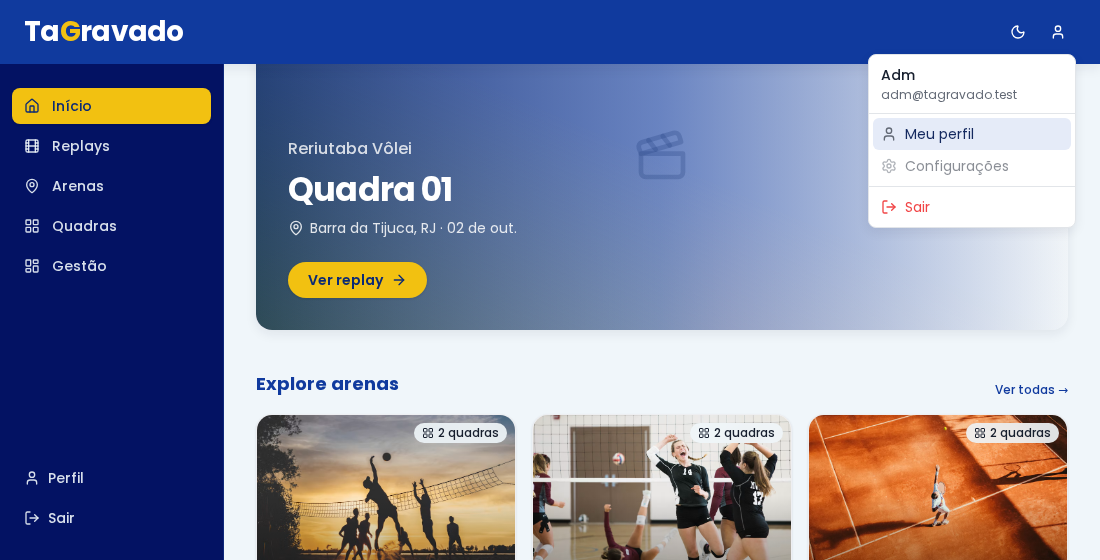 TaGravado
Adm
adm@tagravado.test
Meu perfil
Configurações
Sair
Início
Replays
Arenas
Quadras
Gestão
Perfil
Sair
Reriutaba Vôlei
Quadra 01
Barra da Tijuca, RJ · 02 de out.
Ver replay →
Explore arenas
Ver todas →
2 quadras
2 quadras
2 quadras